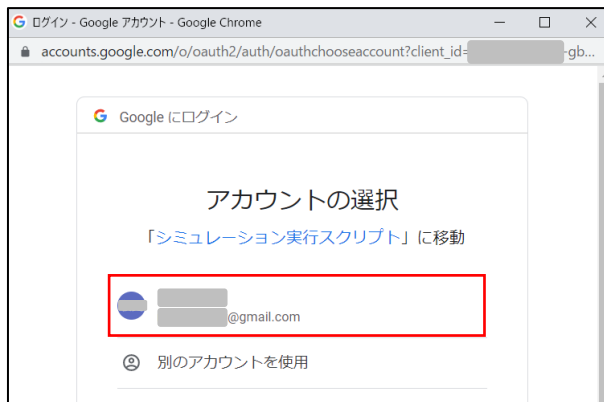 ログイン - Google アカウント - Google Chrome
accounts.google.com/o/oauth2/auth/oauthchooseaccount?client_id= -gb...
Google にログイン
アカウントの選択
「シミュレーション実行スクリプト」に移動
@gmail.com
別のアカウントを使用